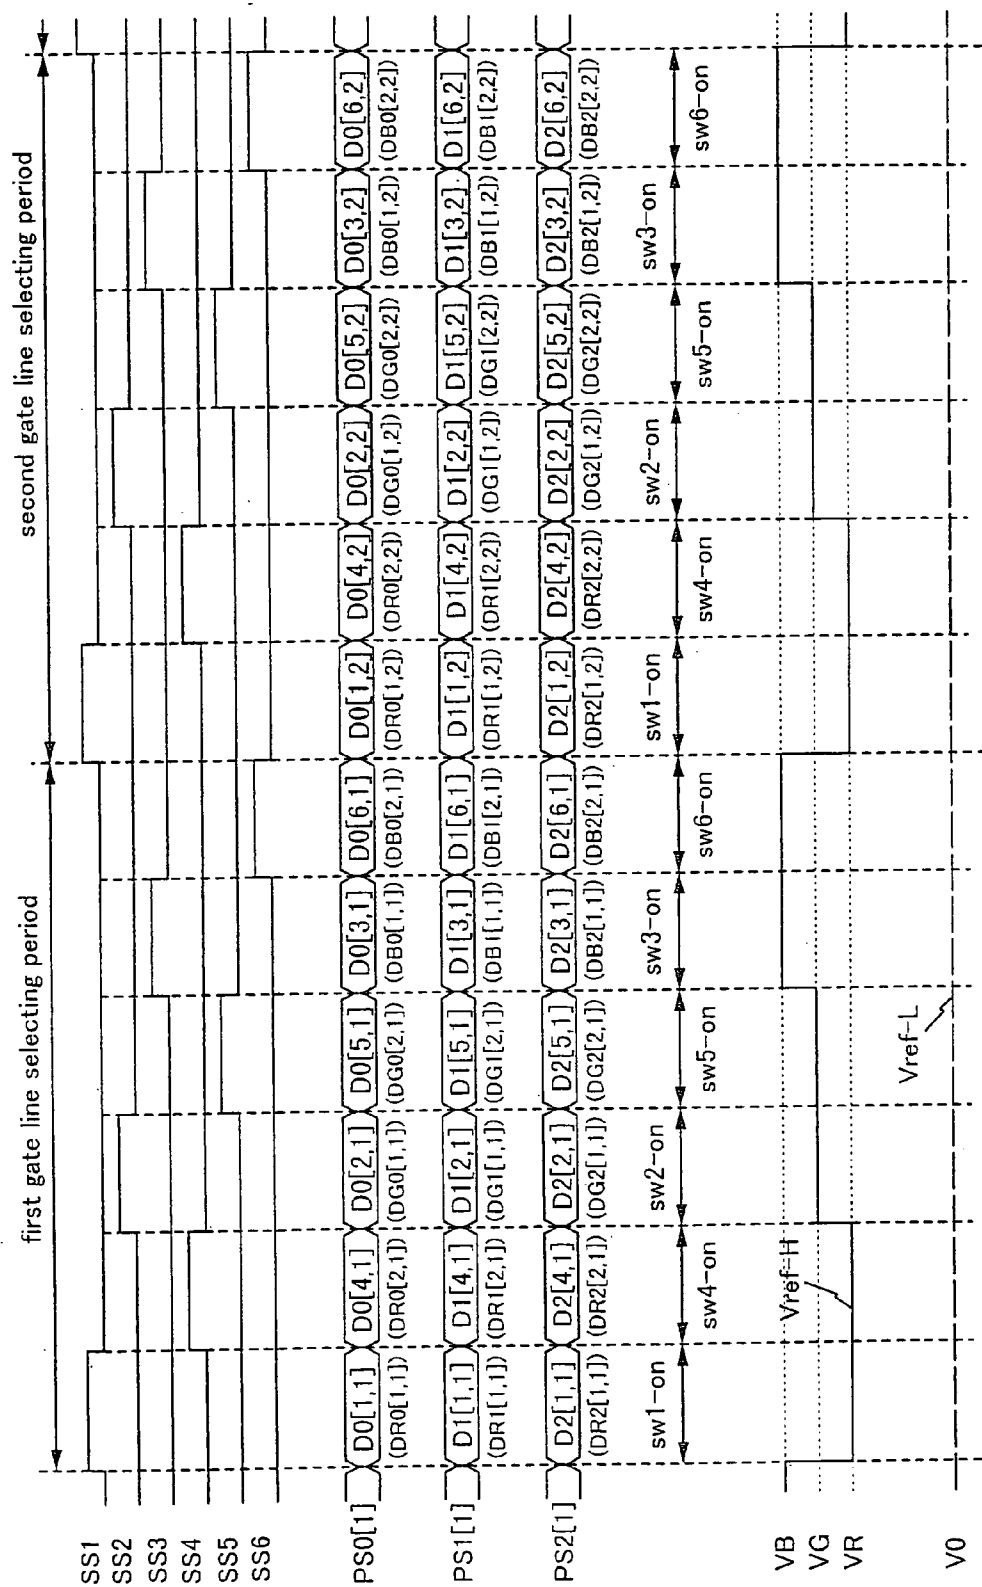 first gate line selecting period
second gate line selecting period
SS1
SS2
SS3
SS4
SS5
SS6
PS0[1]
D0[1,1] D0[4,1] D0[2,1] D0[5,1] D0[3,1] D0[6,1] D0[1,2] D0[4,2] D0[2,2] D0[5,2] D0[3,2] D0[6,2]
(DR0[1,1]) (DR0[2,1]) (DG0[1,1]) (DG0[2,1]) (DB0[1,1]) (DB0[2,1]) (DR0[1,2]) (DR0[2,2]) (DG0[1,2]) (DG0[2,2]) (DB0[1,2]) (DB0[2,2])
PS1[1]
D1[1,1] D1[4,1] D1[2,1] D1[5,1] D1[3,1] D1[6,1] D1[1,2] D1[4,2] D1[2,2] D1[5,2] D1[3,2] D1[6,2]
(DR1[1,1]) (DR1[2,1]) (DG1[1,1]) (DG1[2,1]) (DB1[1,1]) (DB1[2,1]) (DR1[1,2]) (DR1[2,2]) (DG1[1,2]) (DG1[2,2]) (DB1[1,2]) (DB1[2,2])
PS2[1]
D2[1,1] D2[4,1] D2[2,1] D2[5,1] D2[3,1] D2[6,1] D2[1,2] D2[4,2] D2[2,2] D2[5,2] D2[3,2] D2[6,2]
(DR2[1,1]) (DR2[2,1]) (DG2[1,1]) (DG2[2,1]) (DB2[1,1]) (DB2[2,1]) (DR2[1,2]) (DR2[2,2]) (DG2[1,2]) (DG2[2,2]) (DB2[1,2]) (DB2[2,2])
sw1-on sw4-on sw2-on sw5-on sw3-on sw6-on sw1-on sw4-on sw2-on sw5-on sw3-on sw6-on
VB
VG
VR
Vref-H
Vref-L
V0